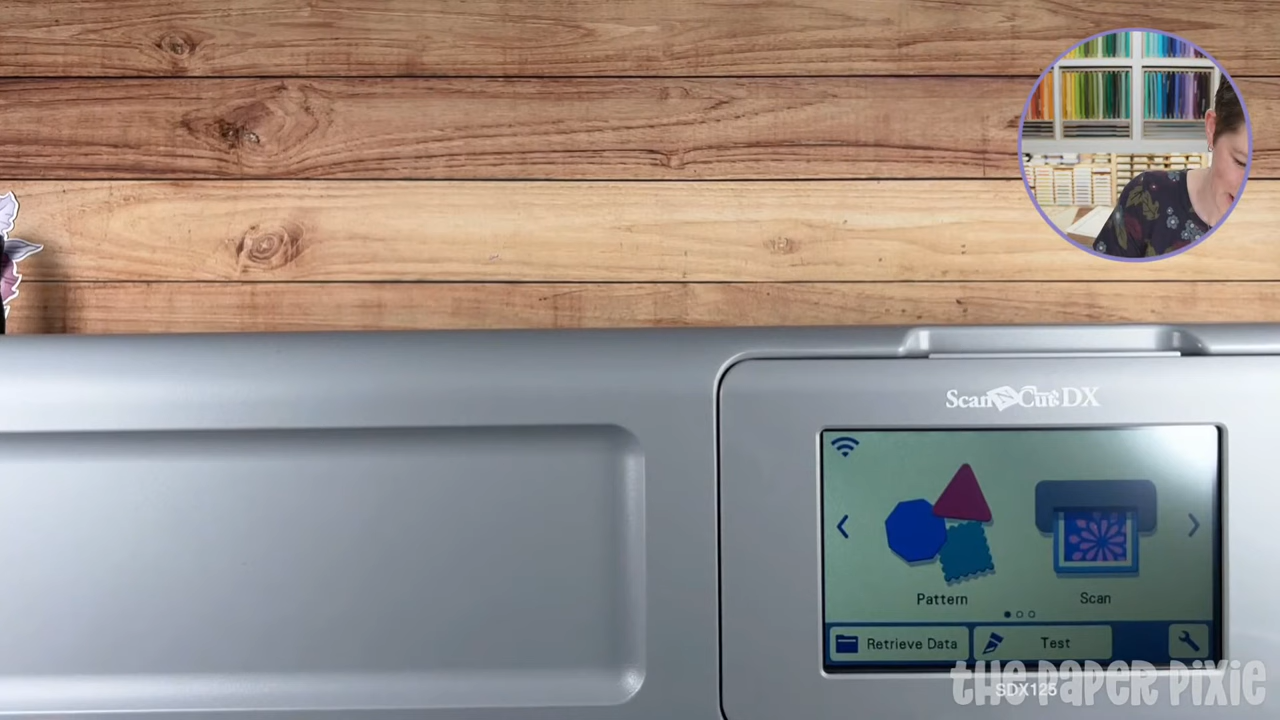 ScanNCut DX
Pattern
Scan
Retrieve Data
Test
SDX125
the paper pixie